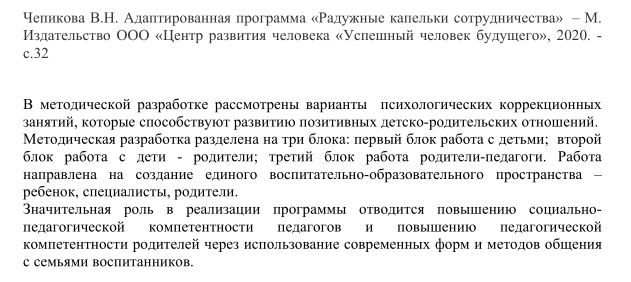 Чепикова В.Н. Адаптированная программа «Радужные капельки сотрудничества» – М.
Издательство ООО «Центр развития человека «Успешный человек будущего», 2020. -
с.32
В методической разработке рассмотрены варианты психологических коррекционных
занятий, которые способствуют развитию позитивных детско-родительских отношений.
Методическая разработка разделена на три блока: первый блок работа с детьми; второй
блок работа с дети - родители; третий блок работа родители-педагоги. Работа
направлена на создание единого воспитательно-образовательного пространства –
ребенок, специалисты, родители.
Значительная роль в реализации программы отводится повышению социально-
педагогической компетентности педагогов и повышению педагогической
компетентности родителей через использование современных форм и методов общения
с семьями воспитанников.